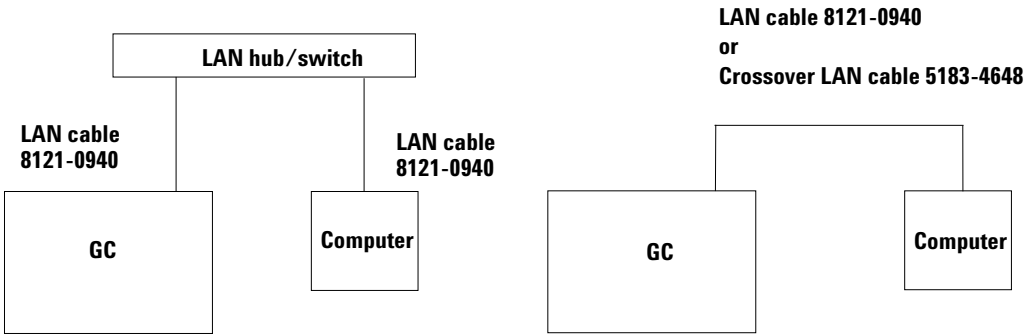 LAN hub/switch
LAN cable
8121-0940
LAN cable
8121-0940
GC
Computer
LAN cable 8121-0940
or
Crossover LAN cable 5183-4648
GC
Computer